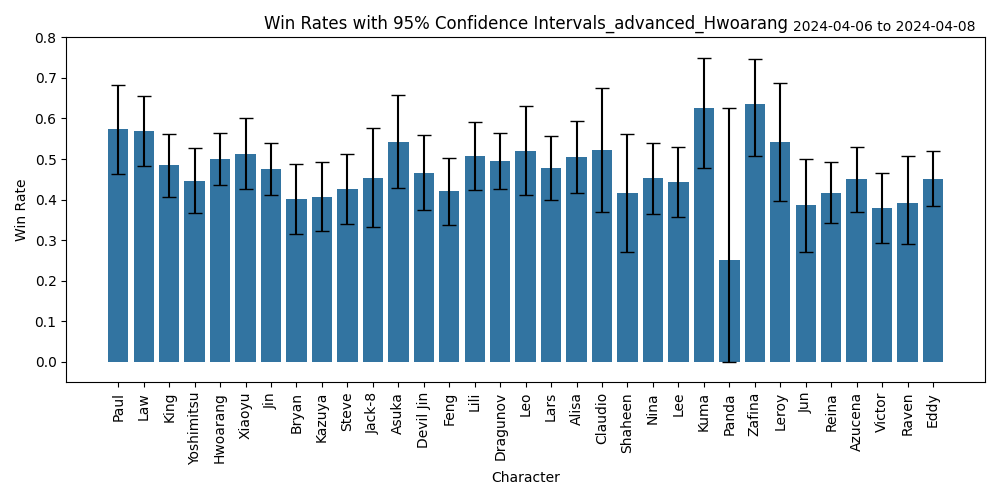 Win Rates with 95% Confidence Intervals_advanced_Hwoarang
2024-04-06 to 2024-04-08
Win Rate
0.8
0.7
0.6
0.5
0.4
0.3
0.2
0.1
0.0
Paul
Law
King
Yoshimitsu
Hwoarang
Xiaoyu
Jin
Bryan
Kazuya
Steve
Jack-8
Asuka
Devil Jin
Feng
Lili
Dragunov
Leo
Lars
Alisa
Claudio
Shaheen
Nina
Lee
Kuma
Panda
Zafina
Leroy
Jun
Reina
Azucena
Victor
Raven
Eddy
Character